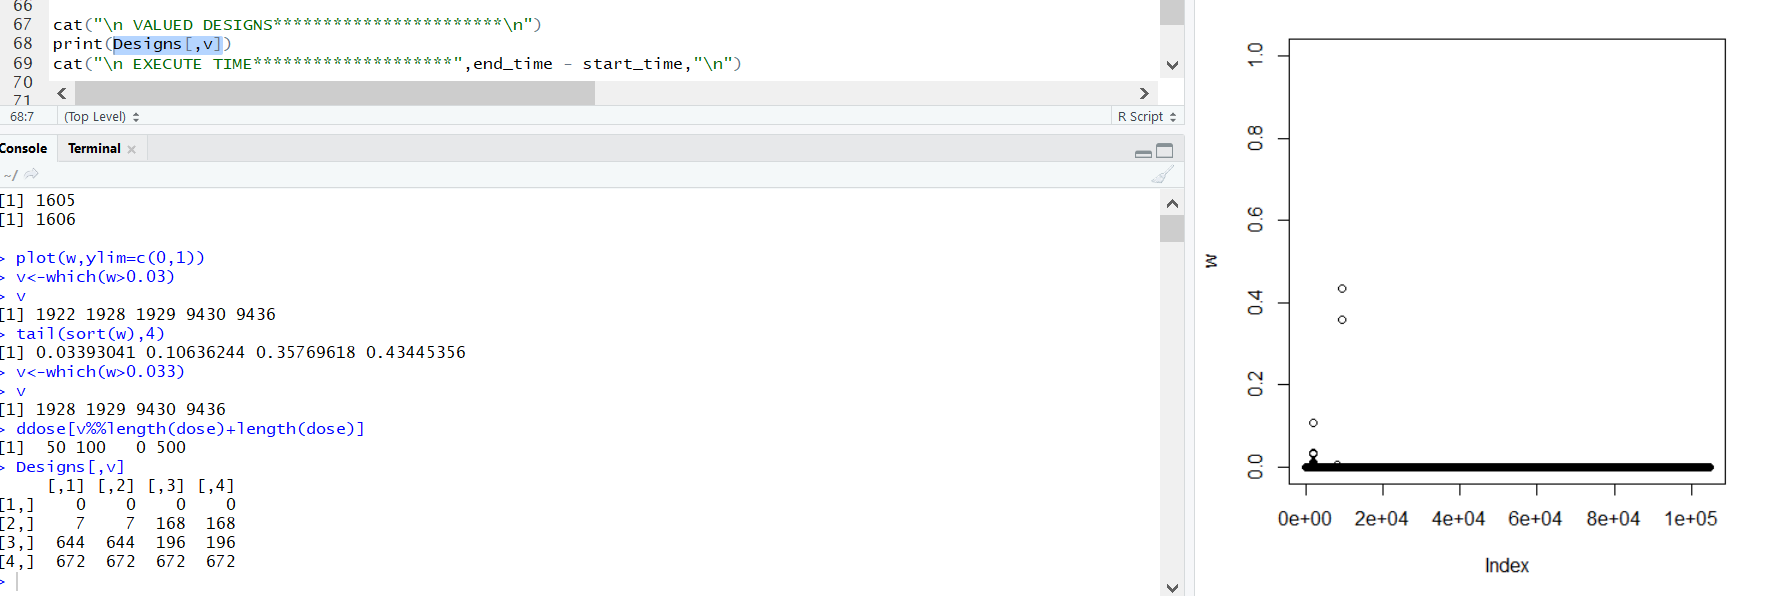 66
67 cat("\n VALUED DESIGNS***********************\n")
68 print(Designs[,v])
69 cat("\n EXECUTE TIME********************",end_time - start_time,"\n")
70
71
68:7 (Top Level) R Script
Console Terminal
~/
[1] 1605
[1] 1606
> plot(w,ylim=c(0,1))
> v<-which(w>0.03)
> v
[1] 1922 1928 1929 9430 9436
> tail(sort(w),4)
[1] 0.03393041 0.10636244 0.35769618 0.43445356
> v<-which(w>0.033)
> v
[1] 1928 1929 9430 9436
> ddose[v%%length(dose)+length(dose)]
[1]  50 100   0 500
> Designs[,v]
     [,1] [,2] [,3] [,4]
[1,]    0    0    0    0
[2,]    7    7  168  168
[3,]  644  644  196  196
[4,]  672  672  672  672
>
w
1.0
0.8
0.6
0.4
0.2
0.0
0e+00 2e+04 4e+04 6e+04 8e+04 1e+05
Index